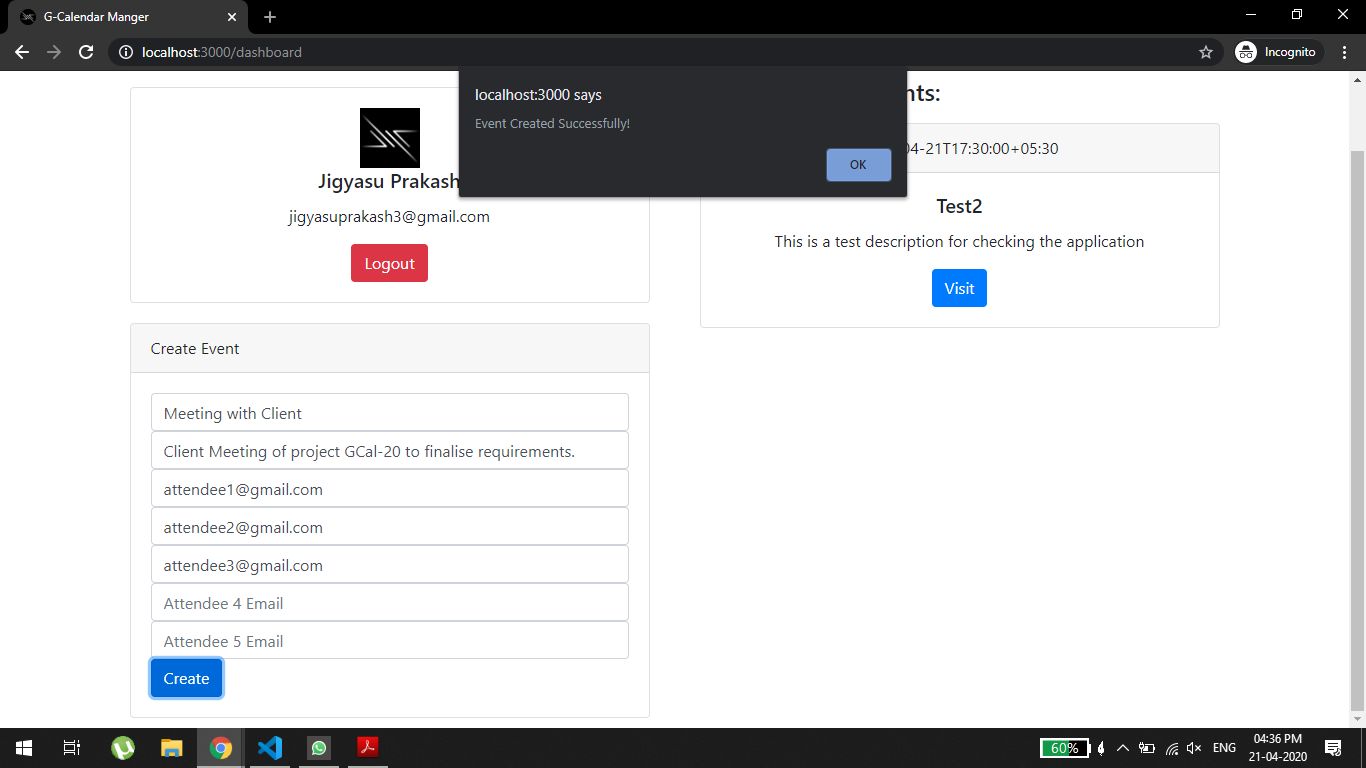 G-Calendar Manger
localhost:3000/dashboard
Incognito
localhost:3000 says
Event Created Successfully!
OK
Jigyasu Prakash
jigyasuprakash3@gmail.com
Logout
Create Event
Meeting with Client
Client Meeting of project GCal-20 to finalise requirements.
attendee1@gmail.com
attendee2@gmail.com
attendee3@gmail.com
Attendee 4 Email
Attendee 5 Email
Create
nts:
04-21T17:30:00+05:30
Test2
This is a test description for checking the application
Visit
60%
ENG
04:36 PM
21-04-2020